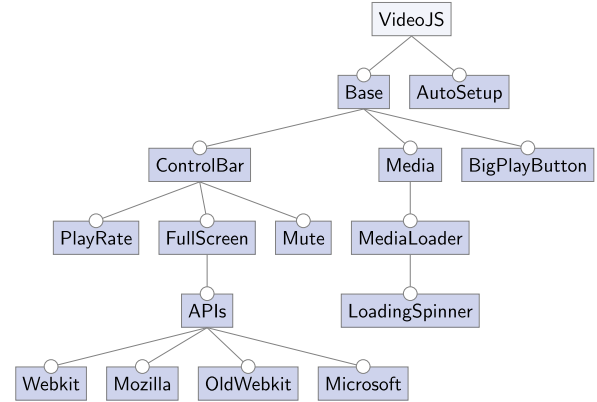 VideoJS
Base AutoSetup
ControlBar Media BigPlayButton
PlayRate FullScreen Mute MediaLoader
APIs LoadingSpinner
Webkit Mozilla OldWebkit Microsoft